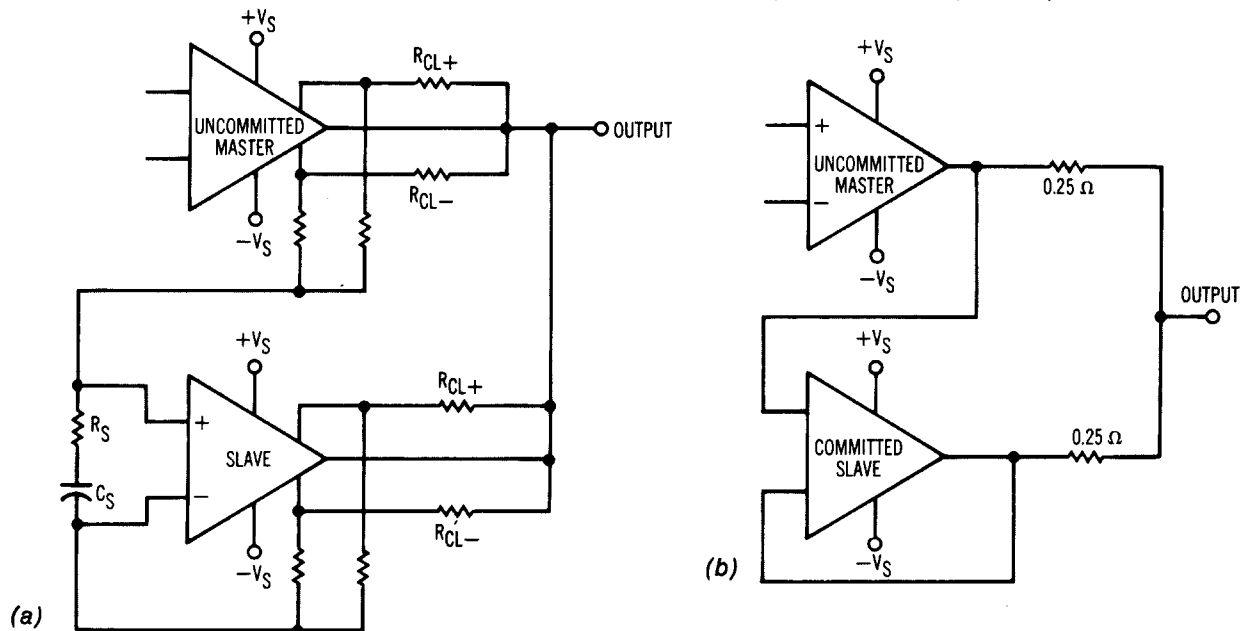 +VS
UNCOMMITTED
MASTER
−VS
RCL+
RCL−
OUTPUT
+VS
RS
CS
+
−
SLAVE
−VS
RCL+
RCL−
(a)
+VS
+
−
UNCOMMITTED
MASTER
−VS
0.25 Ω
OUTPUT
+VS
COMMITTED
SLAVE
−VS
0.25 Ω
(b)